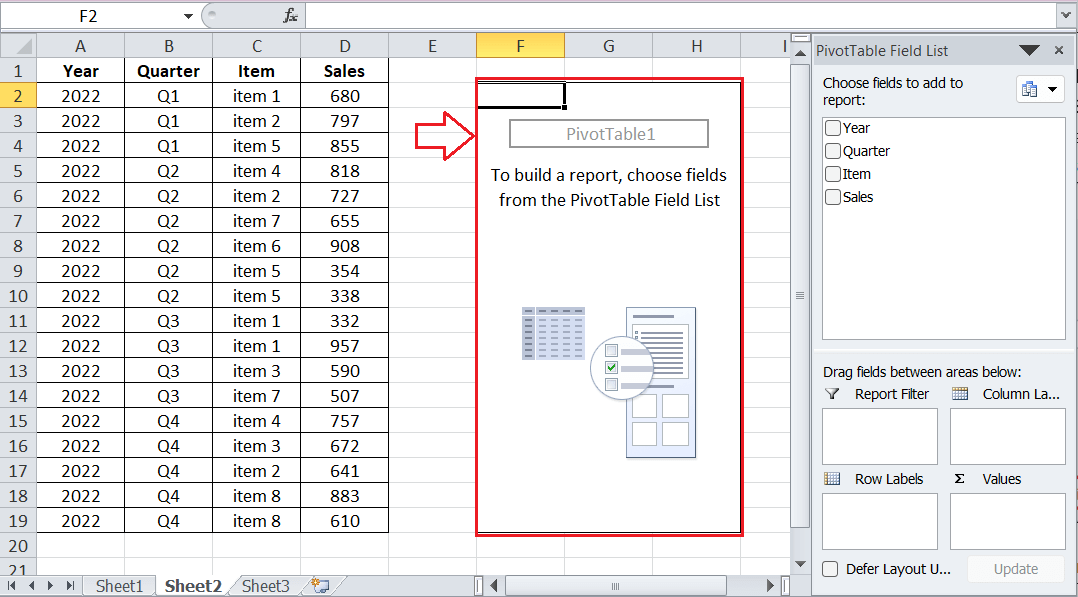 F2
fx
A B C D E F G H I
1 Year Quarter Item Sales
2 2022 Q1 item 1 680
3 2022 Q1 item 2 797
4 2022 Q1 item 5 855
5 2022 Q2 item 4 818
6 2022 Q2 item 2 727
7 2022 Q2 item 7 655
8 2022 Q2 item 6 908
9 2022 Q2 item 5 354
10 2022 Q2 item 5 338
11 2022 Q3 item 1 332
12 2022 Q3 item 1 957
13 2022 Q3 item 3 590
14 2022 Q3 item 7 507
15 2022 Q4 item 4 757
16 2022 Q4 item 3 672
17 2022 Q4 item 2 641
18 2022 Q4 item 8 883
19 2022 Q4 item 8 610
20
21
PivotTable1
To build a report, choose fields
from the PivotTable Field List
Sheet1 Sheet2 Sheet3
PivotTable Field List
Choose fields to add to
report:
Year
Quarter
Item
Sales
Drag fields between areas below:
Report Filter Column La...
Row Labels Σ Values
Defer Layout U... Update